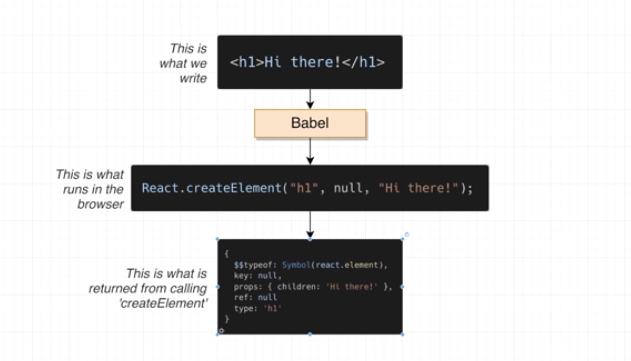 This is
what we
write
<h1>Hi there!</h1>
Babel
This is what
runs in the
browser
React.createElement("h1", null, "Hi there!");
This is what is
returned from calling
'createElement'
{
$$typeof: Symbol(react.element),
key: null,
props: { children: 'Hi there!' },
ref: null
type: 'h1'
}